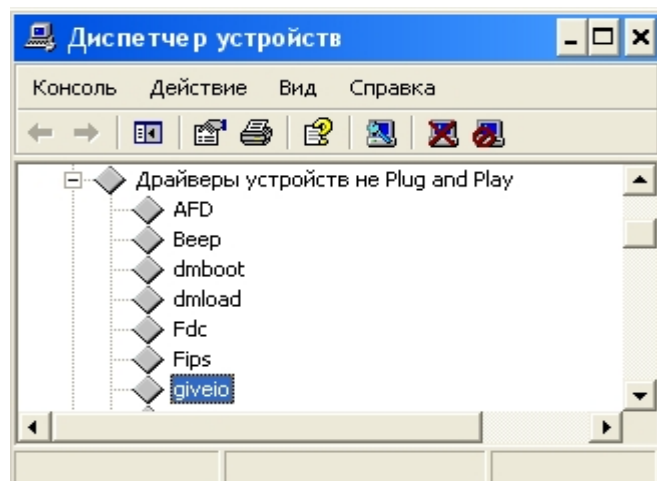 Диспетчер устройств
Консоль Действие Вид Справка
Драйверы устройств не Plug and Play
AFD
Beep
dmboot
dmload
Fdc
Fips
giveio